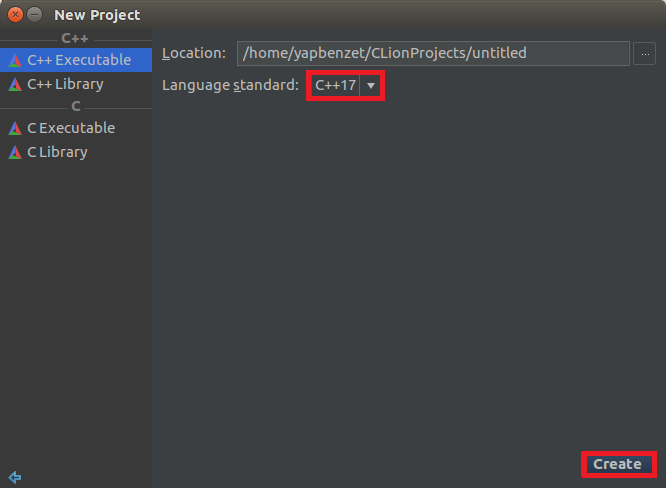 New Project
C++
C++ Executable
C++ Library
C
C Executable
C Library
Location: /home/yapbenzet/CLionProjects/untitled ...
Language standard: C++17
Create